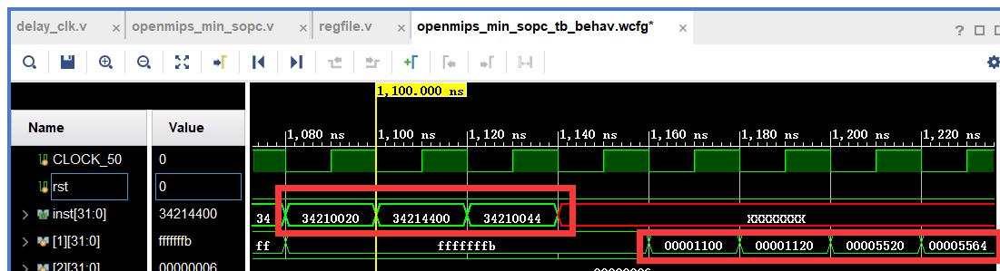 delay_clk.v × openmips_min_sopc.v × regfile.v × openmips_min_sopc_tb_behav.wcfg* ×
?
1,100.000 ns
Name Value
1,080 ns 1,100 ns 1,120 ns 1,140 ns 1,160 ns 1,180 ns 1,200 ns 1,220 ns
CLOCK_50 0
rst 0
inst[31:0] 34214400 34 34210020 34214400 34210044 XXXXXXXX
[1][31:0] fffffffb ff fffffffb 00001100 00001120 00005520 00005564
[2][31:0] 00000006 00000006